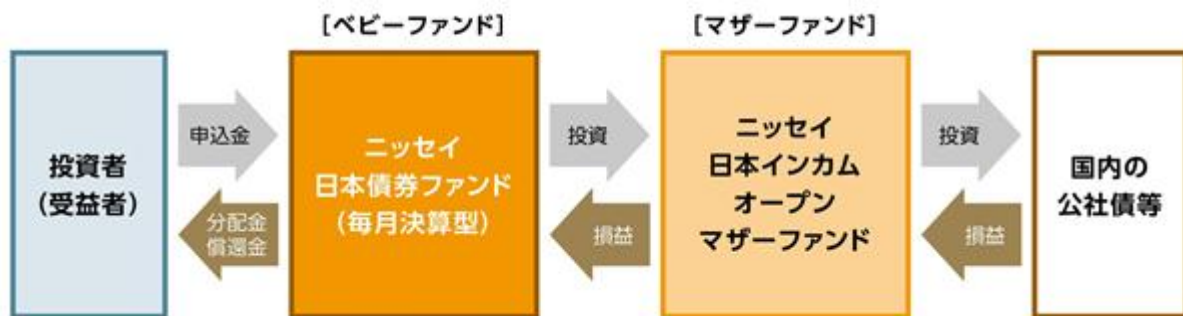 [ベビーファンド]
[マザーファンド]
投資者
(受益者)
申込金
分配金
償還金
ニッセイ
日本債券ファンド
(毎月決算型)
投資
損益
ニッセイ
日本インカム
オープン
マザーファンド
投資
損益
国内の
公社債等